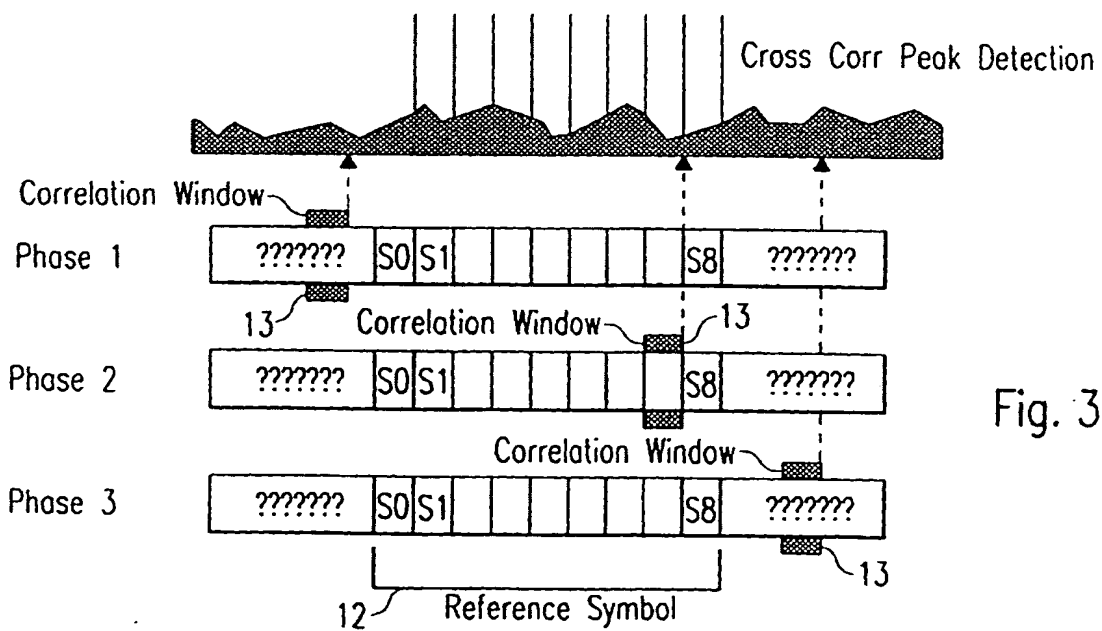 Cross Corr Peak Detection
Correlation Window
Phase 1 ??????? S0 S1 S8 ???????
13
Correlation Window 13
Phase 2 ??????? S0 S1 S8 ???????
Fig. 3
Correlation Window
Phase 3 ??????? S0 S1 S8 ???????
13
12 Reference Symbol